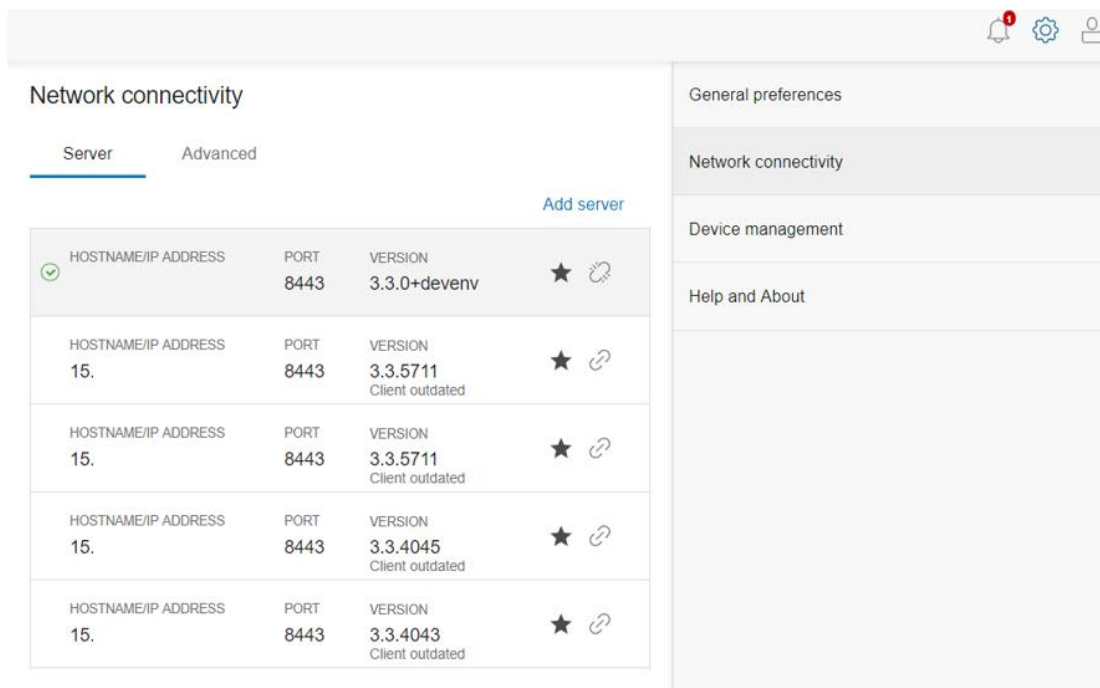 1
Network connectivity
Server Advanced
Add server
HOSTNAME/IP ADDRESS PORT VERSION
8443 3.3.0+devenv
HOSTNAME/IP ADDRESS PORT VERSION
15. 8443 3.3.5711
Client outdated
HOSTNAME/IP ADDRESS PORT VERSION
15. 8443 3.3.5711
Client outdated
HOSTNAME/IP ADDRESS PORT VERSION
15. 8443 3.3.4045
Client outdated
HOSTNAME/IP ADDRESS PORT VERSION
15. 8443 3.3.4043
Client outdated
General preferences
Network connectivity
Device management
Help and About